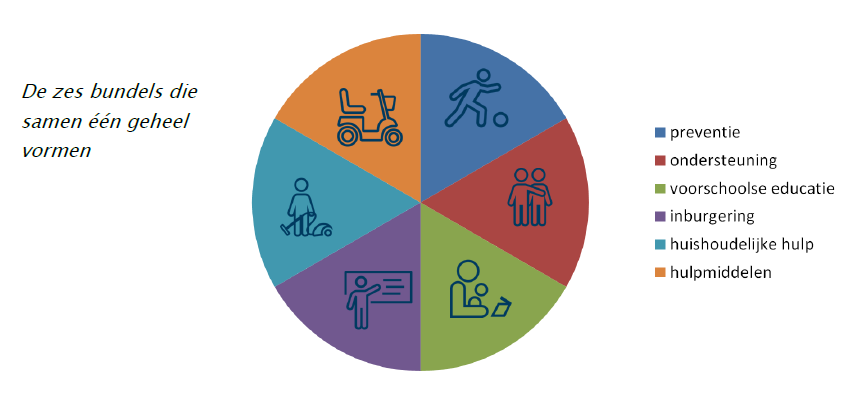 De zes bundels die
samen één geheel
vormen
preventie
ondersteuning
voorschoolse educatie
inburgering
huishoudelijke hulp
hulpmiddelen